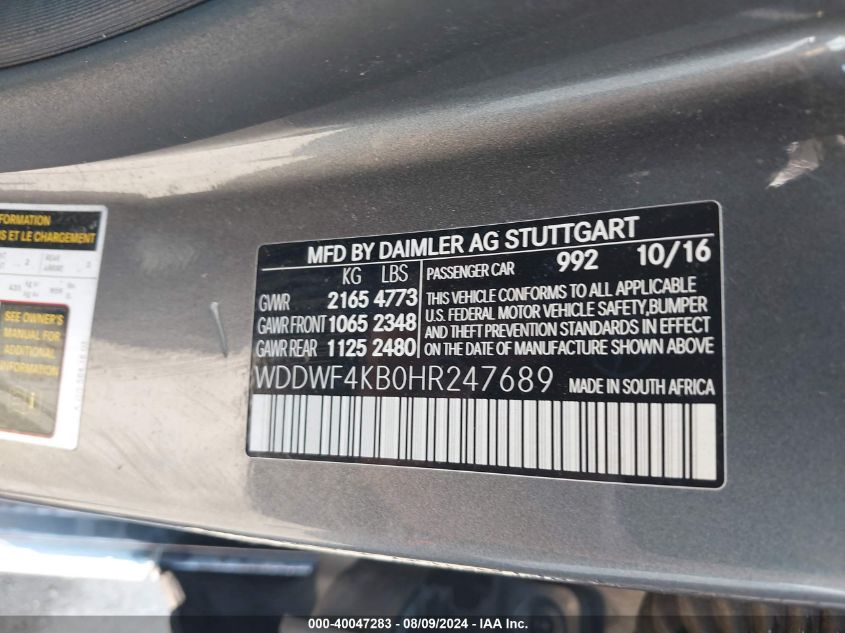 FORMATION
S ET LE CHARGEMENT
SEE OWNER'S
MANUAL FOR
ADDITIONAL
INFORMATION
MFD BY DAIMLER AG STUTTGART
KG LBS
GVWR 2165 4773
GAWR FRONT 1065 2348
GAWR REAR 1125 2480
PASSENGER CAR 992 10/16
THIS VEHICLE CONFORMS TO ALL APPLICABLE
U.S. FEDERAL MOTOR VEHICLE SAFETY, BUMPER
AND THEFT PREVENTION STANDARDS IN EFFECT
ON THE DATE OF MANUFACTURE SHOWN ABOVE
WDDWF4KB0HR247689 MADE IN SOUTH AFRICA
000-40047283 - 08/09/2024 - IAA Inc.